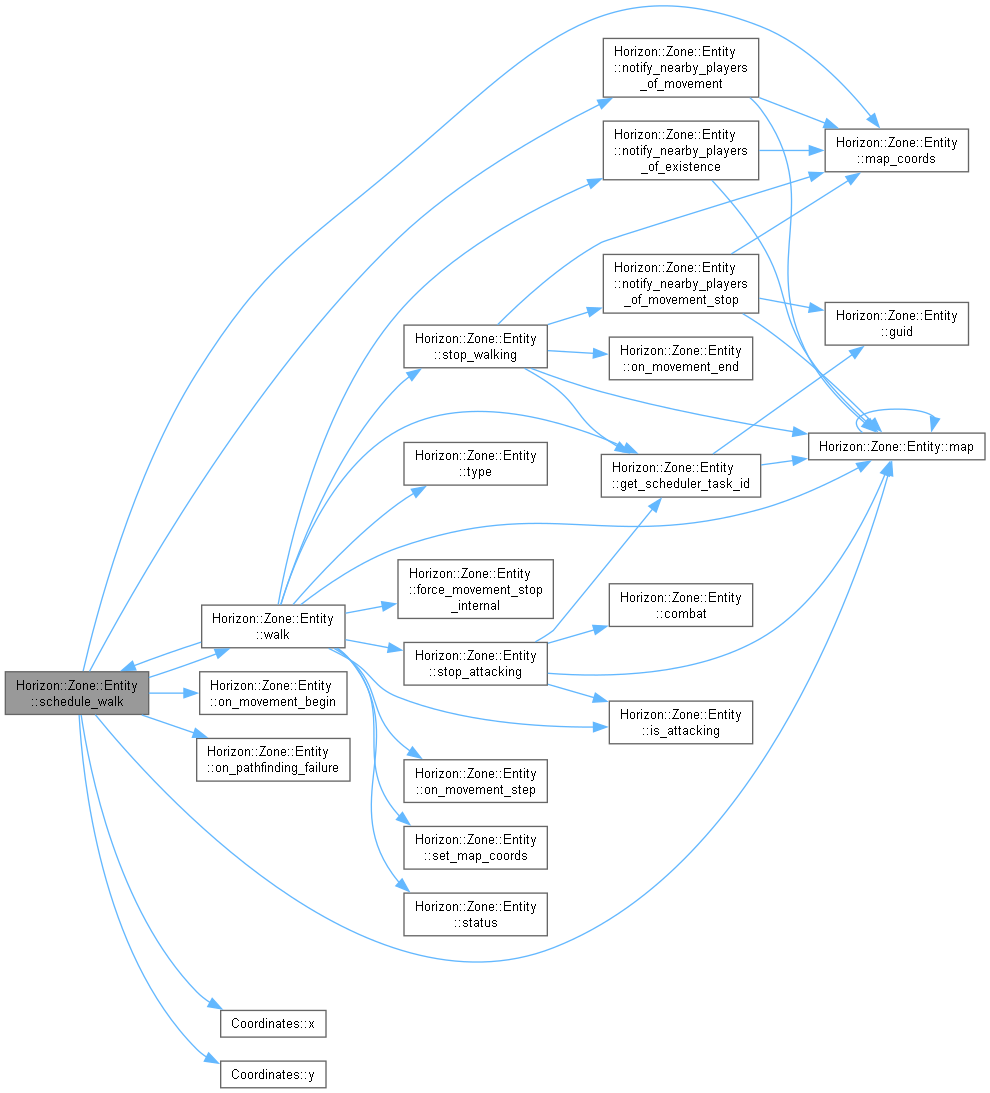 Horizon::Zone::Entity
::schedule_walk
Horizon::Zone::Entity
::walk
Horizon::Zone::Entity
::on_movement_begin
Horizon::Zone::Entity
::on_pathfinding_failure
Coordinates::x
Coordinates::y
Horizon::Zone::Entity
::stop_walking
Horizon::Zone::Entity
::type
Horizon::Zone::Entity
::force_movement_stop
_internal
Horizon::Zone::Entity
::stop_attacking
Horizon::Zone::Entity
::on_movement_step
Horizon::Zone::Entity
::set_map_coords
Horizon::Zone::Entity
::status
Horizon::Zone::Entity
::notify_nearby_players
_of_movement
Horizon::Zone::Entity
::notify_nearby_players
_of_existence
Horizon::Zone::Entity
::notify_nearby_players
_of_movement_stop
Horizon::Zone::Entity
::on_movement_end
Horizon::Zone::Entity
::get_scheduler_task_id
Horizon::Zone::Entity
::combat
Horizon::Zone::Entity
::is_attacking
Horizon::Zone::Entity
::map_coords
Horizon::Zone::Entity
::guid
Horizon::Zone::Entity::map